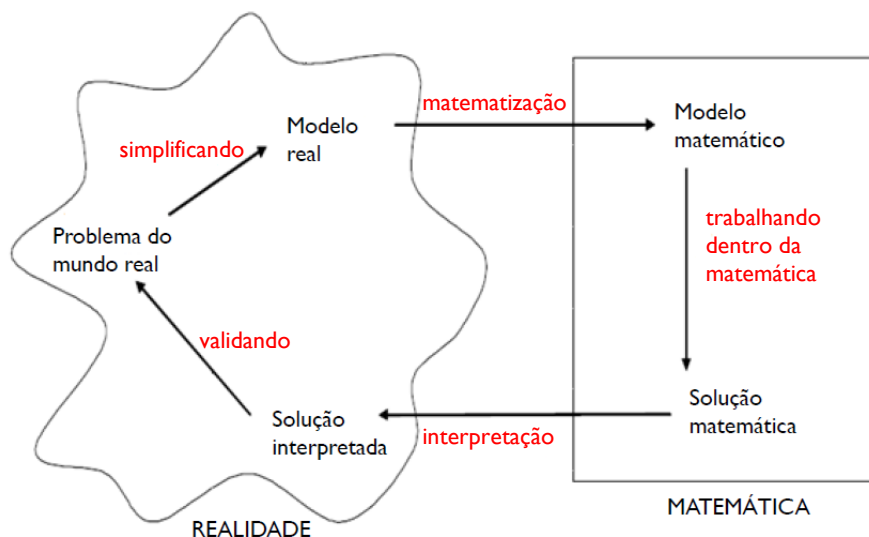 matematização
Modelo
real
Modelo
matemático
simplificando
Problema do
mundo real
trabalhando
dentro da
matemática
validando
Solução
interpretada
interpretação
Solução
matemática
REALIDADE
MATEMÁTICA